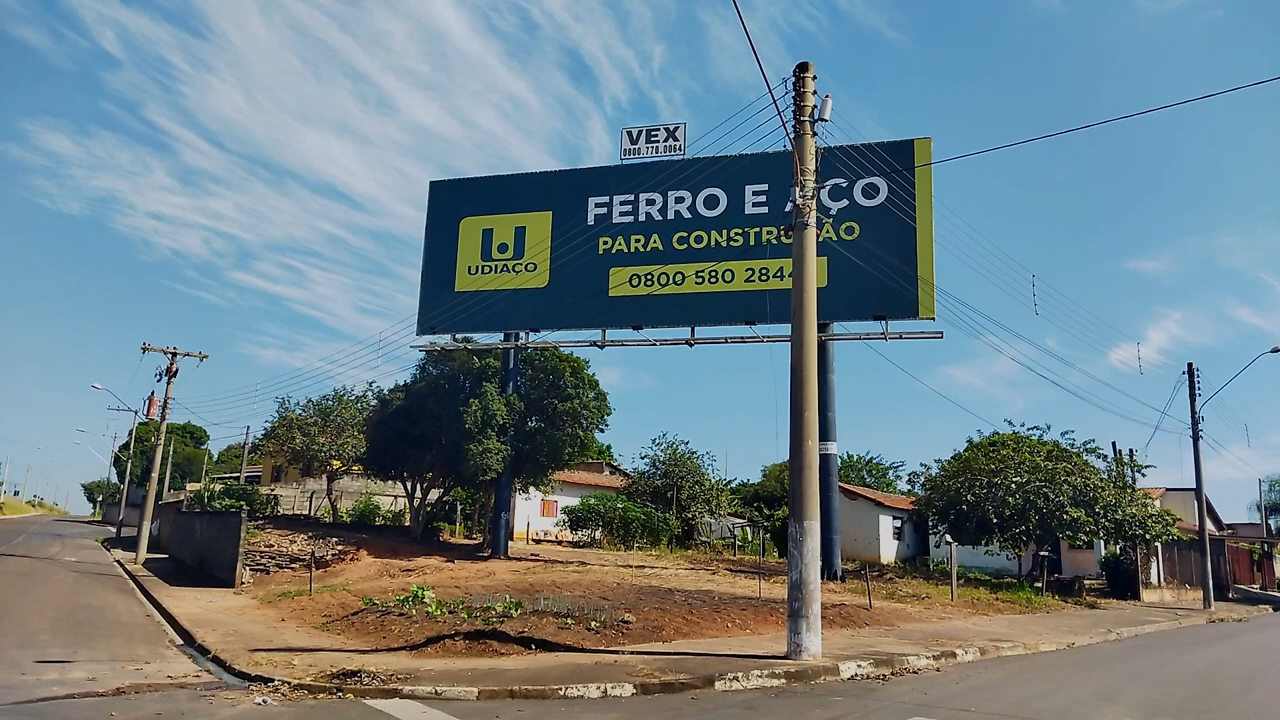 VEX
0800.770.0064
FERRO E AÇO
PARA CONSTRUÇÃO
0800 580 2844
UDIAÇO